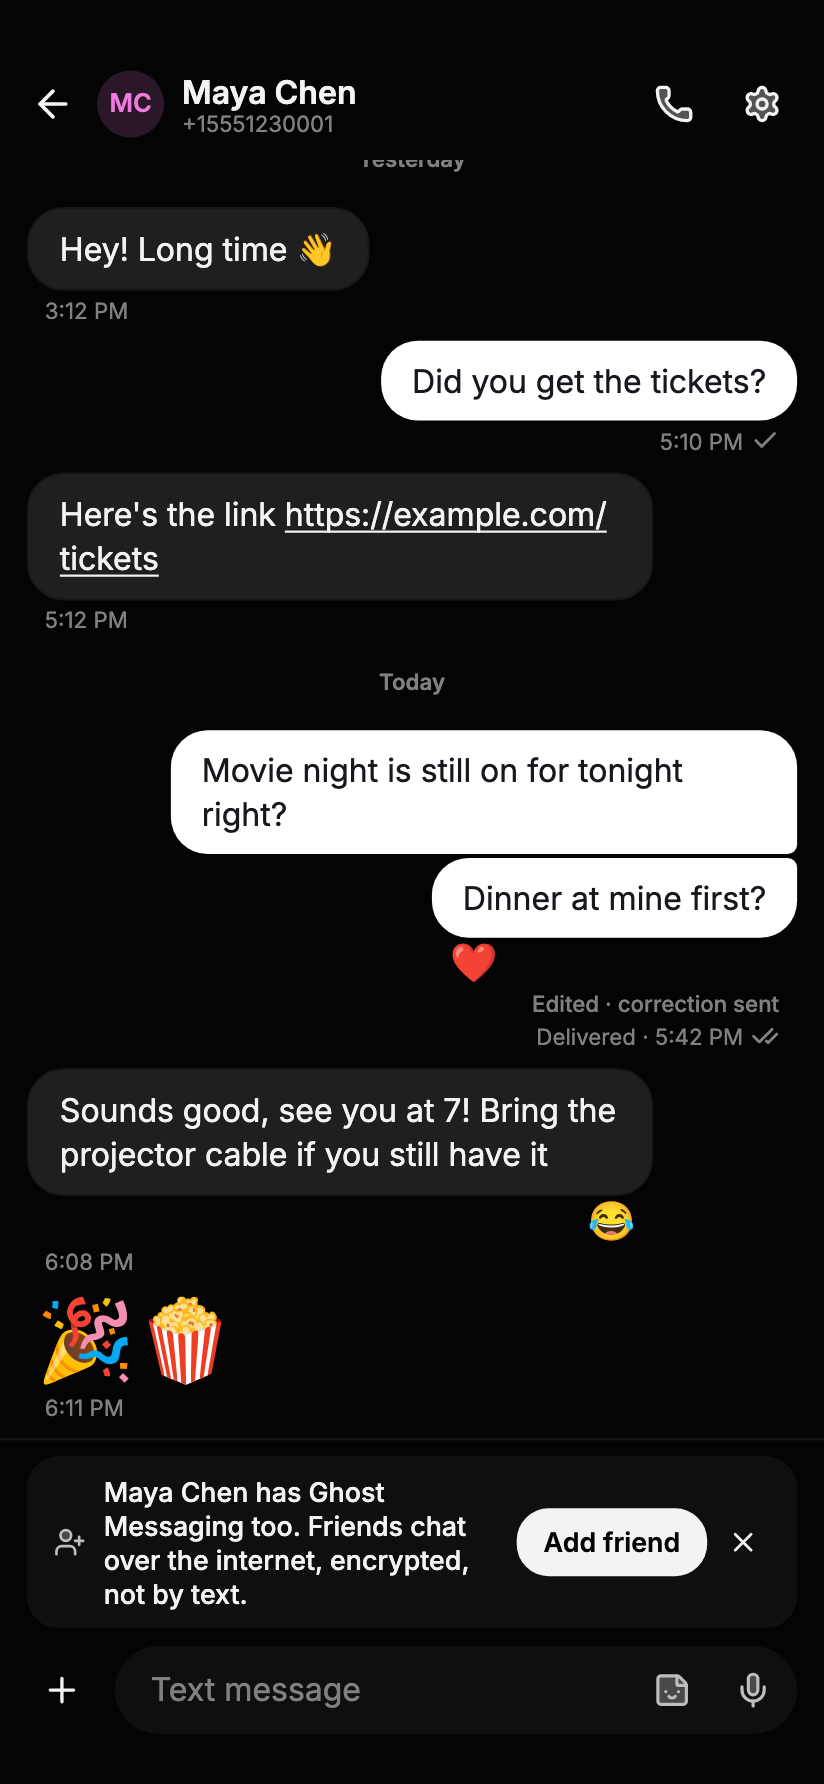 MC
Maya Chen
+15551230001
Yesterday
Hey! Long time 👋
3:12 PM
Did you get the tickets?
5:10 PM
Here's the link https://example.com/
tickets
5:12 PM
Today
Movie night is still on for tonight
right?
Dinner at mine first?
❤️
Edited · correction sent
Delivered · 5:42 PM
Sounds good, see you at 7! Bring the
projector cable if you still have it
😂
6:08 PM
🎉🍿
6:11 PM
Maya Chen has Ghost
Messaging too. Friends chat
over the internet, encrypted,
not by text.
Add friend
Text message